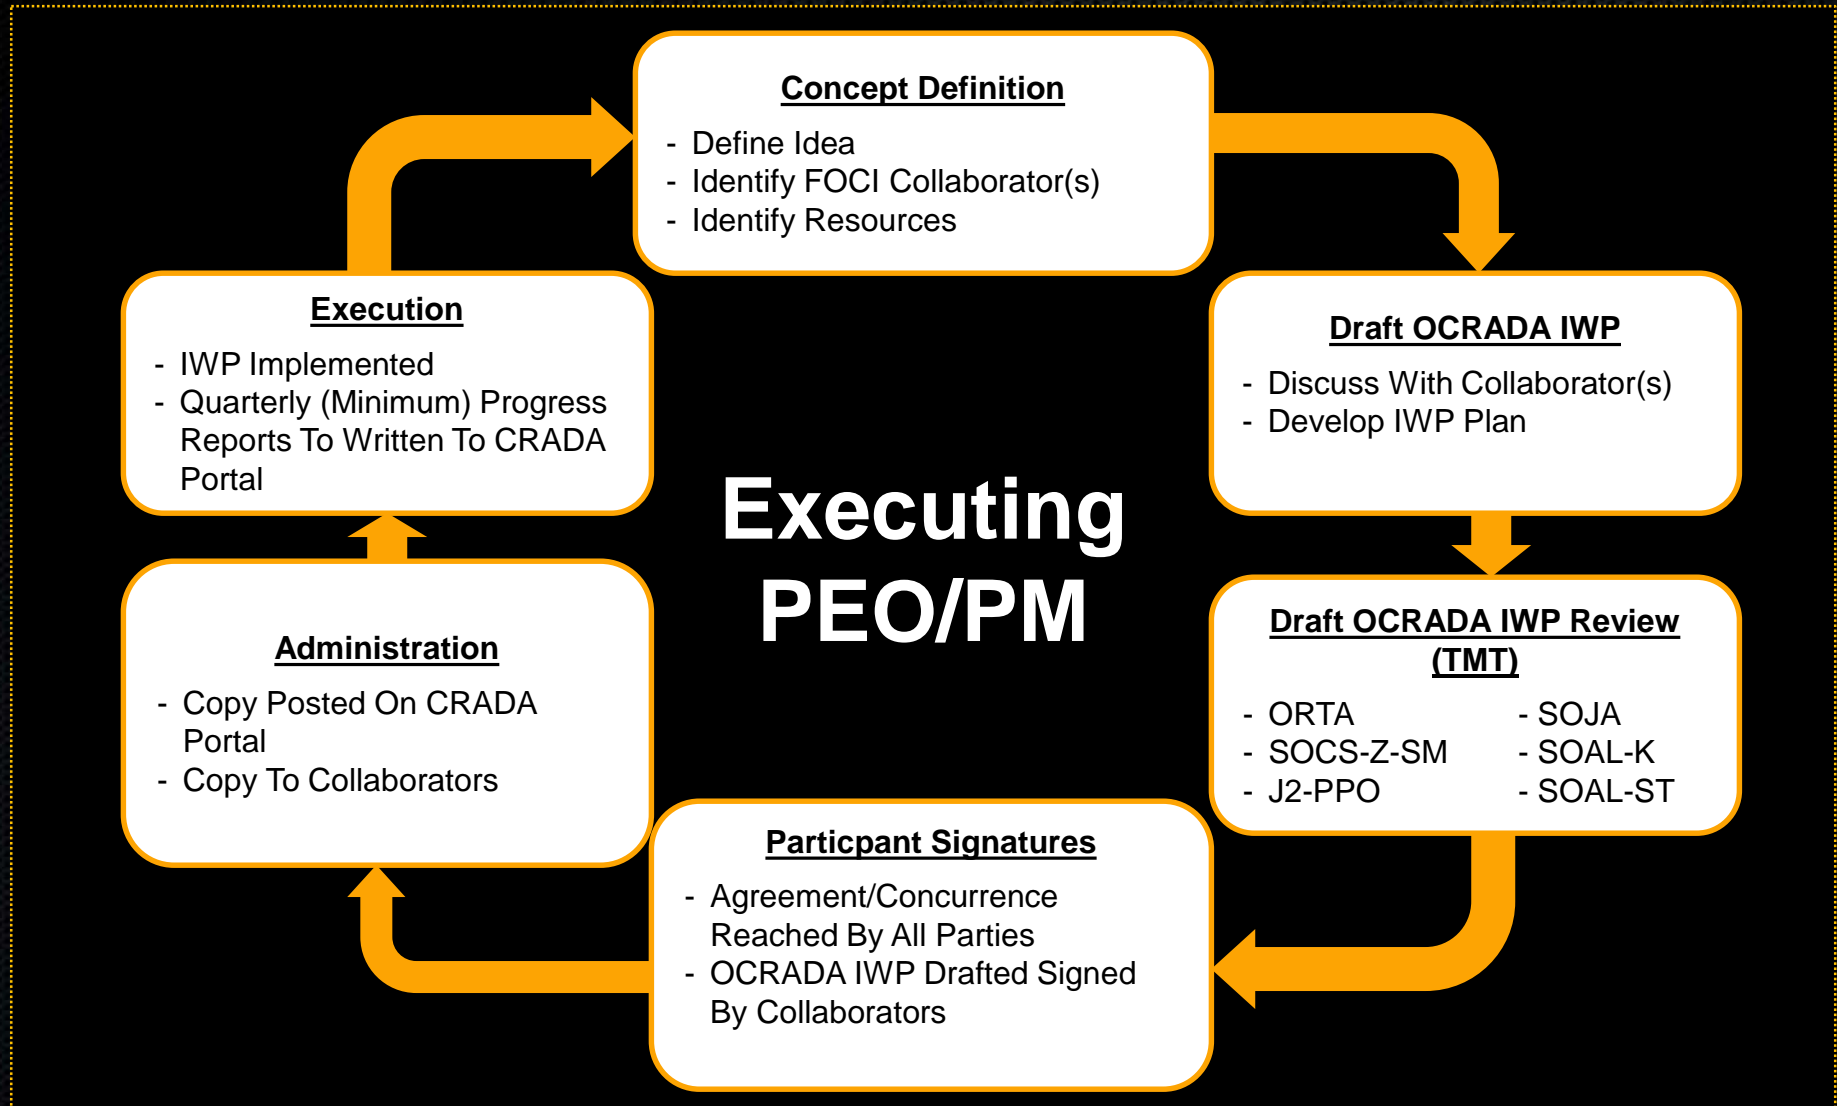 Concept Definition
- Define Idea
- Identify FOCI Collaborator(s)
- Identify Resources
Draft OCRADA IWP
- Discuss With Collaborator(s)
- Develop IWP Plan
Draft OCRADA IWP Review
(TMT)
- ORTA
- SOCS-Z-SM
- J2-PPO
- SOJA
- SOAL-K
- SOAL-ST
Particpant Signatures
- Agreement/Concurrence
Reached By All Parties
- OCRADA IWP Drafted Signed
By Collaborators
Administration
- Copy Posted On CRADA
Portal
- Copy To Collaborators
Execution
- IWP Implemented
- Quarterly (Minimum) Progress
Reports To Written To CRADA
Portal
Executing
PEO/PM